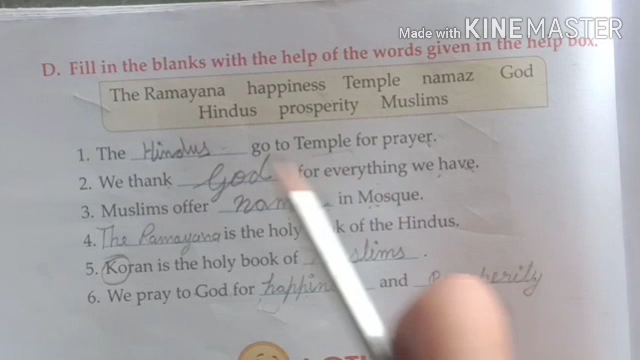 Made with KINEMASTER
D. Fill in the blanks with the help of the words given in the help box.
The Ramayana happiness Temple namaz God
Hindus prosperity Muslims
1. The Hindus go to Temple for prayer.
2. We thank God for everything we have.
3. Muslims offer nam in Mosque.
4. The Ramayana is the holy k of the Hindus.
5. Koran is the holy book of slims.
6. We pray to God for happin and